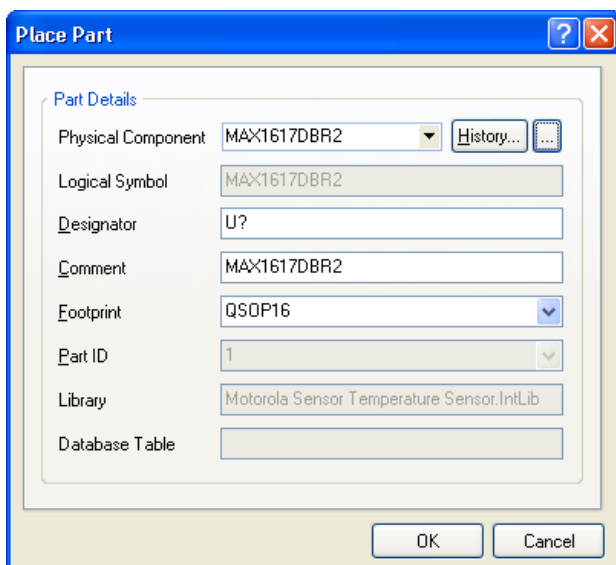 Place Part
Part Details
Physical Component MAX1617DBR2 History... ...
Logical Symbol MAX1617DBR2
Designator U?
Comment MAX1617DBR2
Footprint QSOP16
Part ID 1
Library Motorola Sensor Temperature Sensor.IntLib
Database Table
OK Cancel